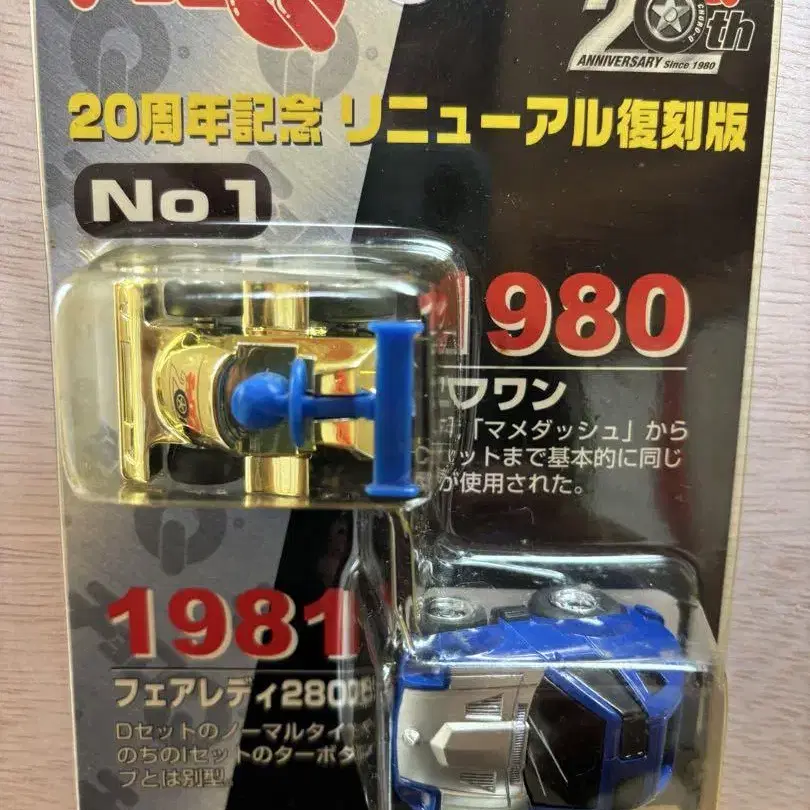 20th
CHORO-Q
ANNIVERSARY Since 1980
20周年記念 リニューアル復刻版
No 1
1980
フワン
「マメダッシュ」から
ットまで基本的に同じ
が使用された。
1981
フェアレディ280
Dセットのノーマルタイ
のちのIセットのターボタ
プとは別型。